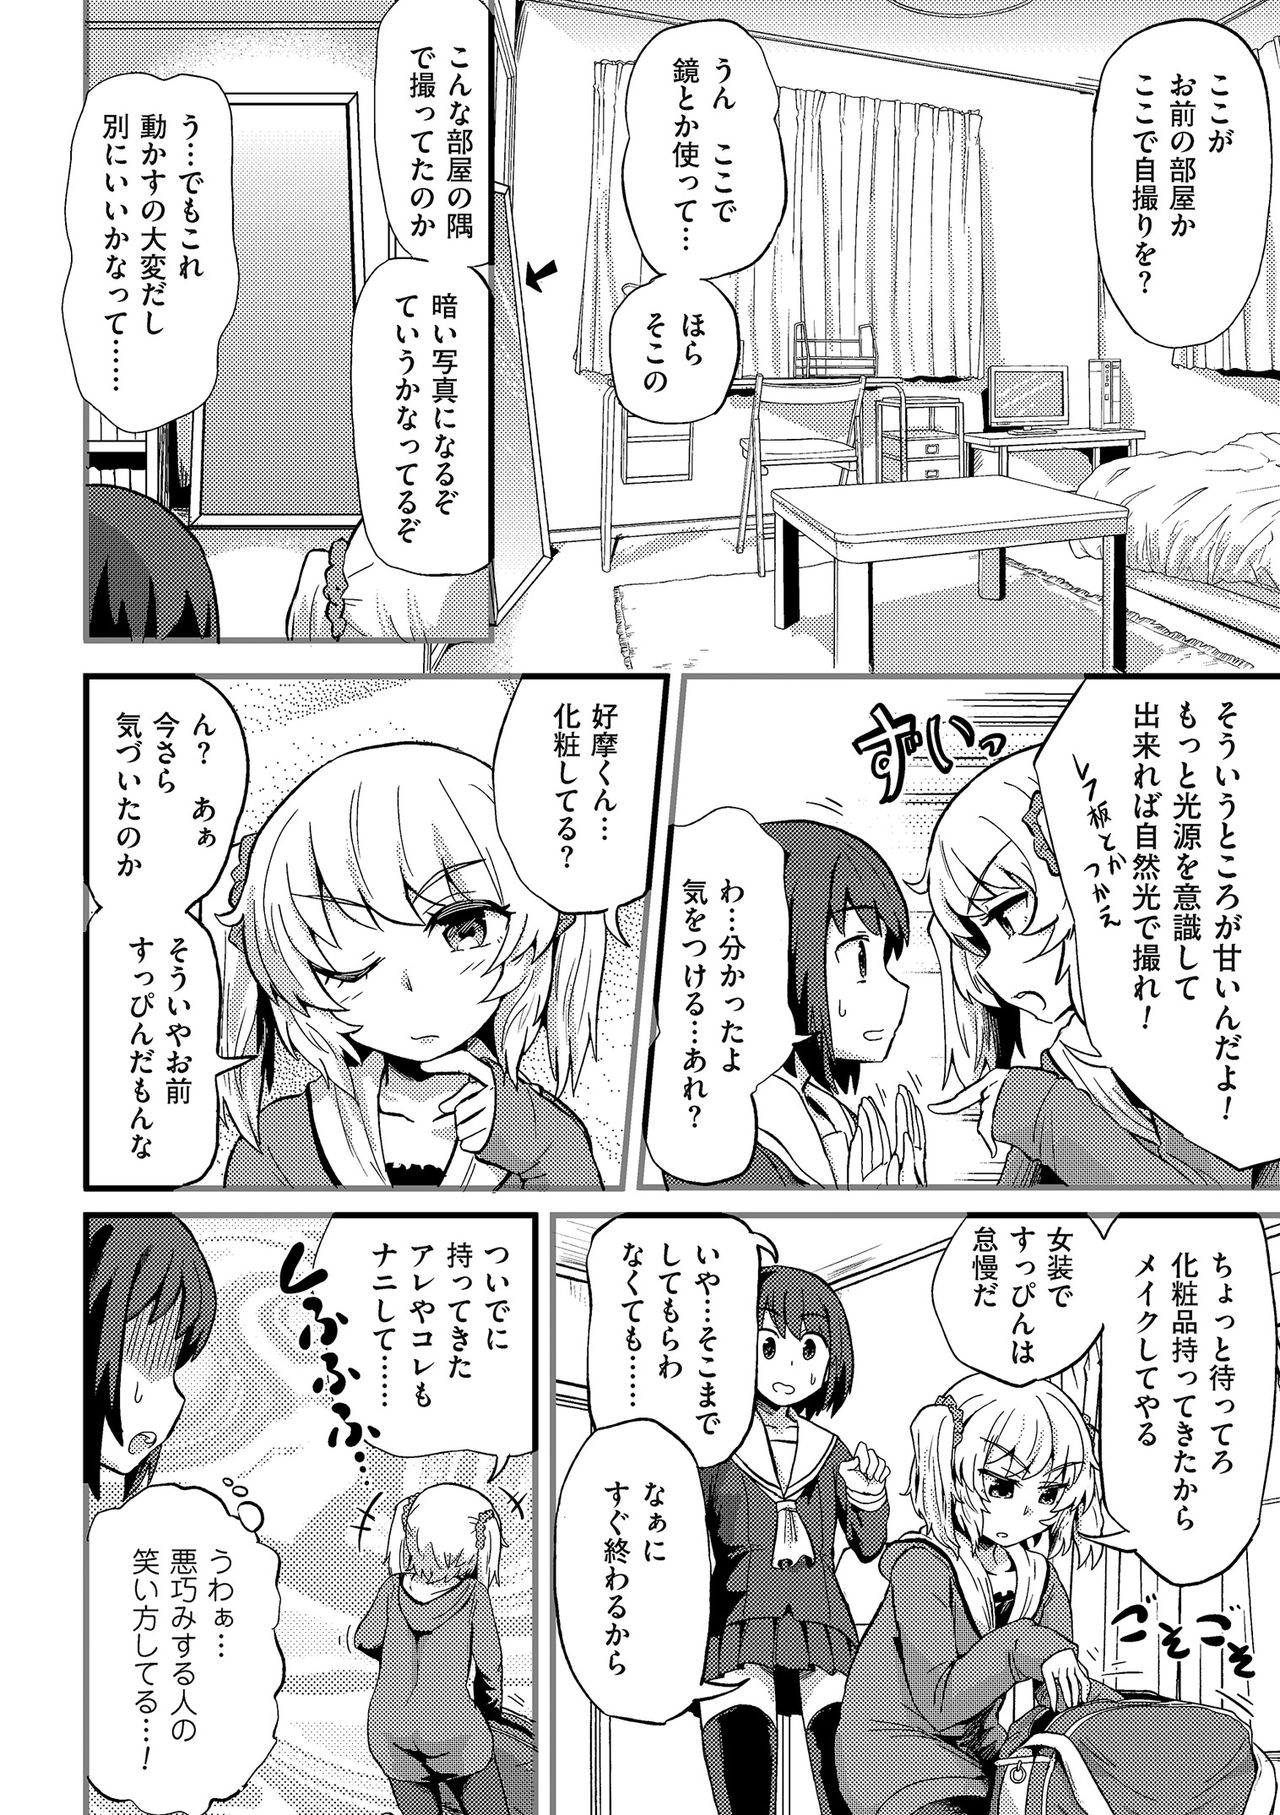 ここが
お前の部屋か
ここで自撮りを？
うん　ここで
鏡とか使って…
ほら
そこの
こんな部屋の隅
で撮ってたのか
暗い写真になるぞ
ていうかなってるぞ
う…でもこれ
動かすの大変だし
別にいいかなって……
そういうところが甘いんだよ！
もっと光源を意識して
出来れば自然光で撮れ！
レフ板とか
つかえ
ずいっ
わ…分かったよ
気をつける…あれ？
好摩くん…
化粧してる？
ん？　あぁ
今さら
気づいたのか
そういやお前
すっぴんだもんな
ちょっと待ってろ
化粧品持ってきたから
メイクしてやる
女装で
すっぴんは
怠慢だ
ごそごそ
いや…そこまで
してもらわ
なくても……
なぁに
すぐ終わるから
ついでに
持ってきた
アレやコレも
ナニして……
ふふふふ…
うわぁ…
悪巧みする人の
笑い方してる…！